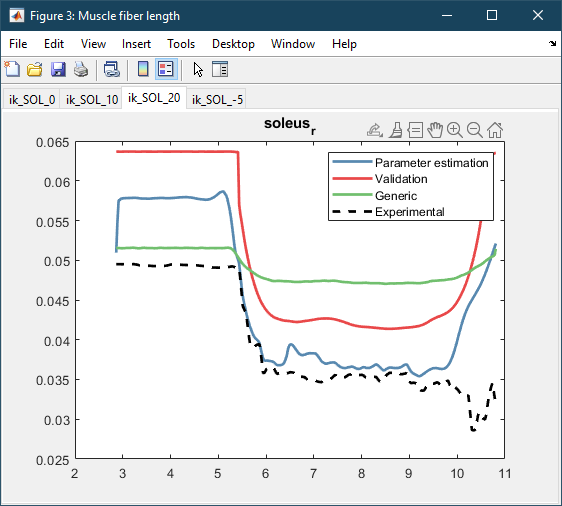 Figure 3: Muscle fiber length
File Edit View Insert Tools Desktop Window Help
ik_SOL_0 ik_SOL_10 ik_SOL_20 ik_SOL_-5
soleusr
Parameter estimation
Validation
Generic
Experimental
0.065
0.06
0.055
0.05
0.045
0.04
0.035
0.03
0.025
2 3 4 5 6 7 8 9 10 11